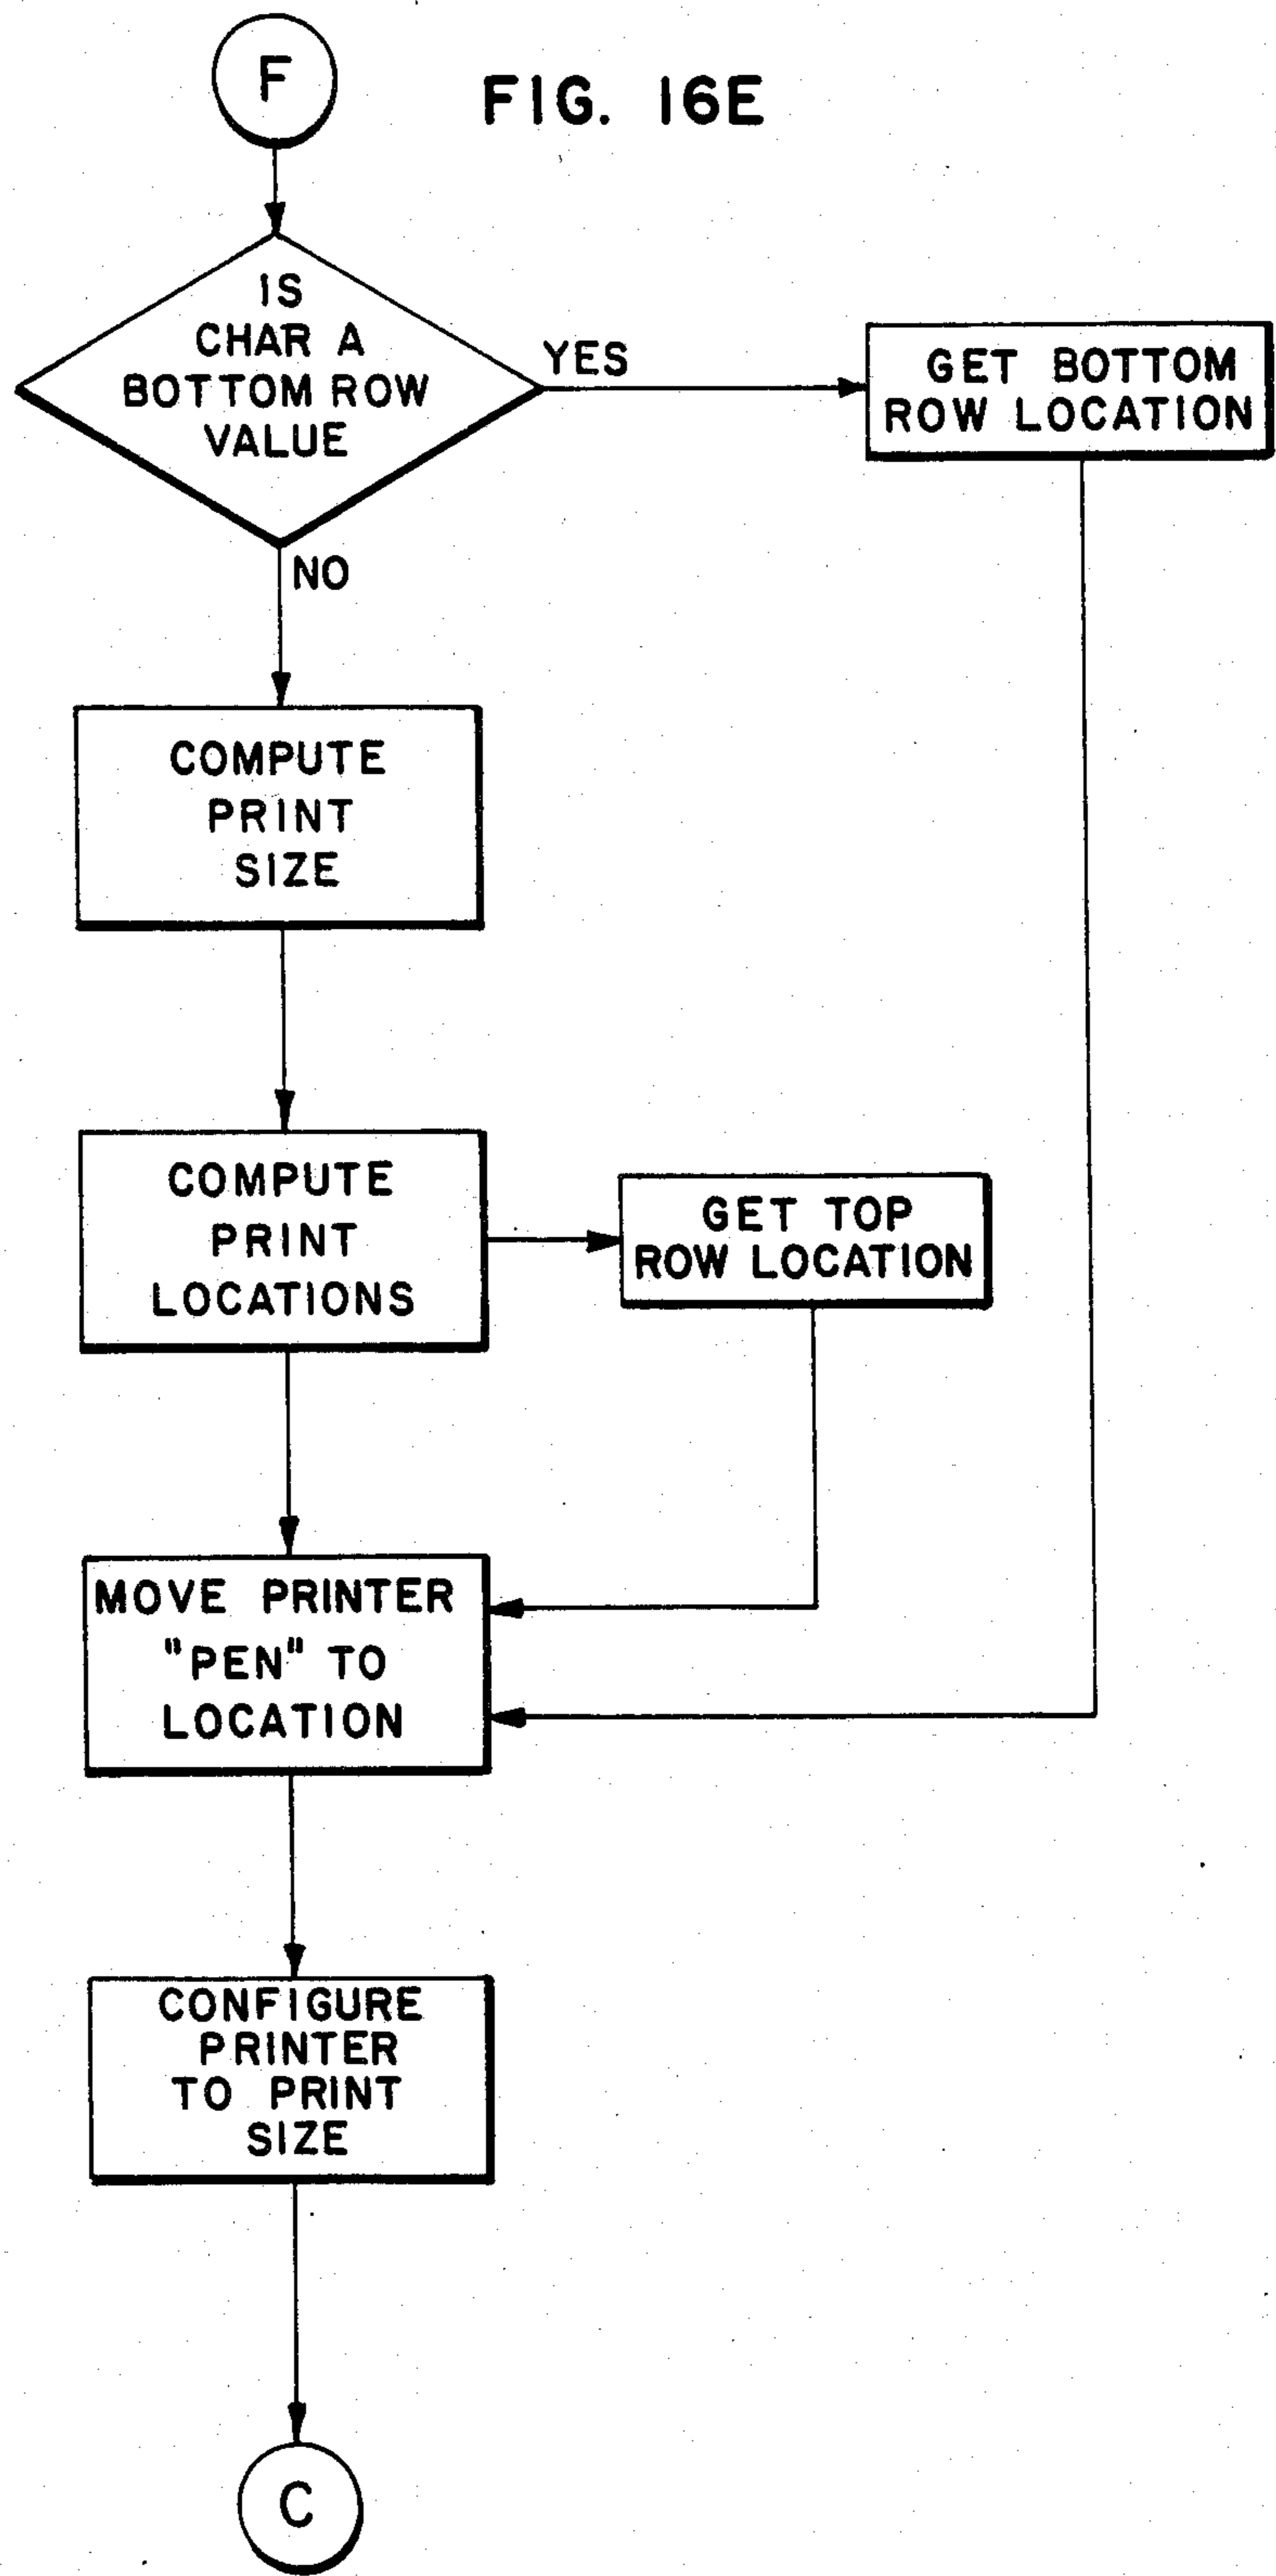 F
FIG. 16E
IS
CHAR A
BOTTOM ROW
VALUE
YES
GET BOTTOM
ROW LOCATION
NO
COMPUTE
PRINT
SIZE
COMPUTE
PRINT
LOCATIONS
GET TOP
ROW LOCATION
MOVE PRINTER
"PEN" TO
LOCATION
CONFIGURE
PRINTER
TO PRINT
SIZE
C